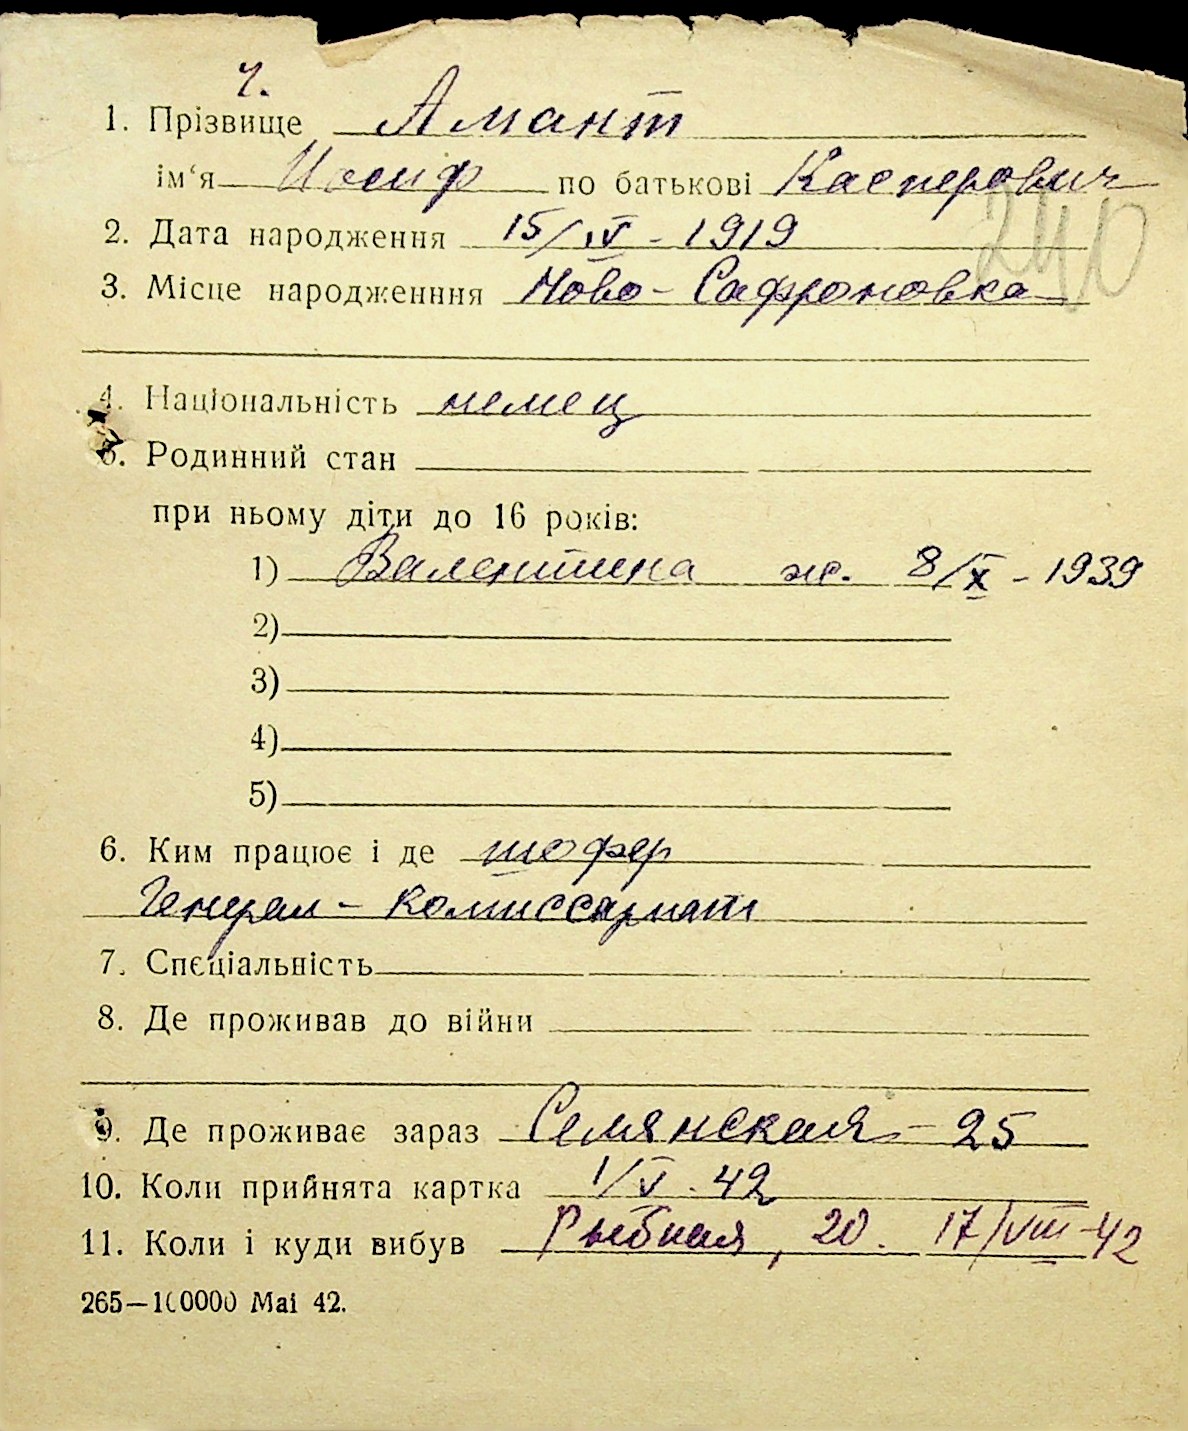 ч.
1. Прізвище Амант
ім‘я Иосиф по батькові Касперович
240
2. Дата народження 15/IV - 1919
3. Місце народженння Ново-Сафроновка
4. Національність немец
5. Родинний стан
при ньому діти до 16 років:
1) Валентина ж. 8/X - 1939
2)
3)
4)
5)
6. Ким працює і де шофер
Генерал-комиссариат
7. Спеціальність
8. Де проживав до війни
9. Де проживає зараз Семянская - 25
10. Коли прийнята картка 1/V. 42
11. Коли і куди вибув Рыбная, 20. 17/VIII-42
265—100000 Маі 42.